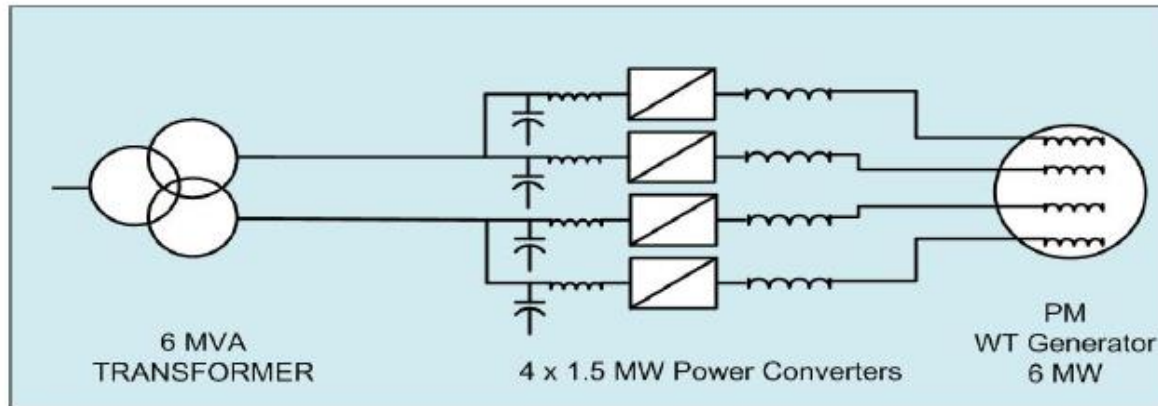 6 MVA
TRANSFORMER
4 x 1.5 MW Power Converters
PM
WT Generator
6 MW